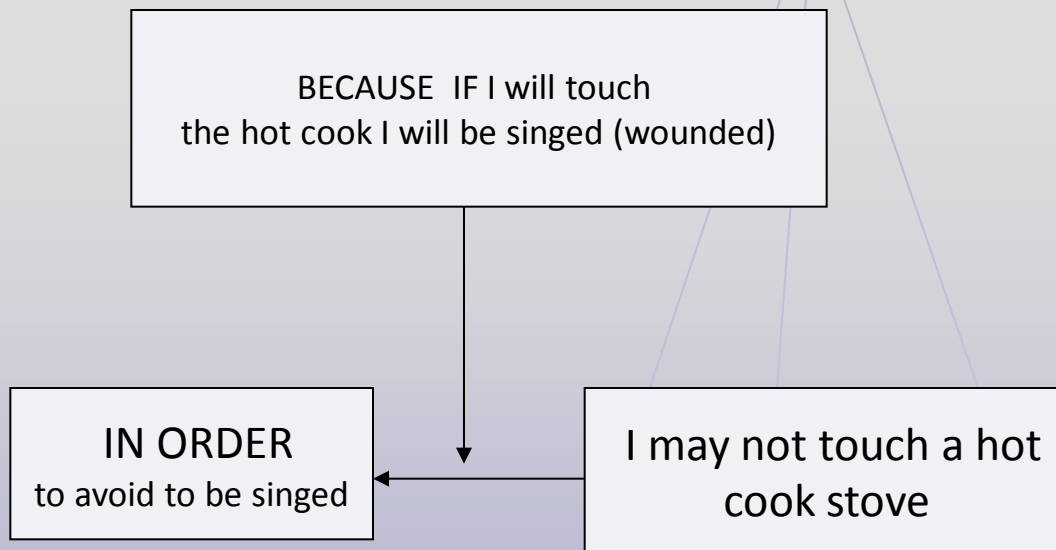 BECAUSE IF I will touch
the hot cook I will be singed (wounded)
IN ORDER
to avoid to be singed
I may not touch a hot
cook stove